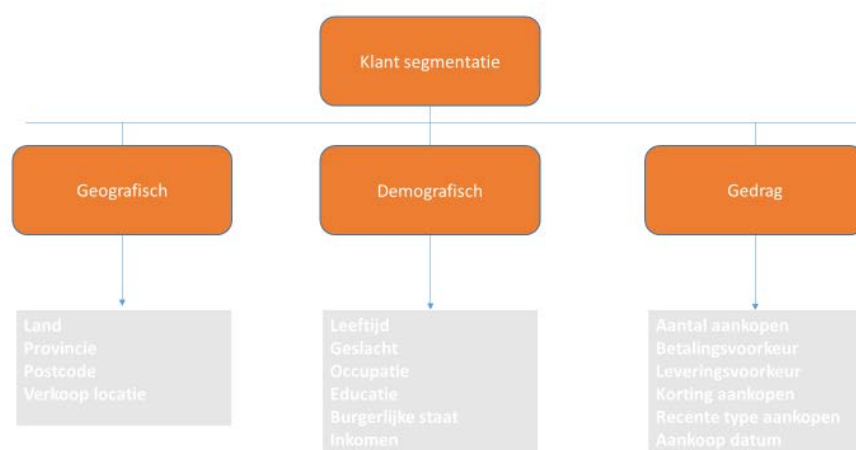 Klant segmentatie
Geografisch
Demografisch
Gedrag
Land
Provincie
Postcode
Verkoop locatie
Leeftijd
Geslacht
Occupatie
Educatie
Burgerlijke staat
Inkomen
Aantal aankopen
Betalingsvoorkeur
Leveringsvoorkeur
Korting aankopen
Recente type aankopen
Aankoop datum